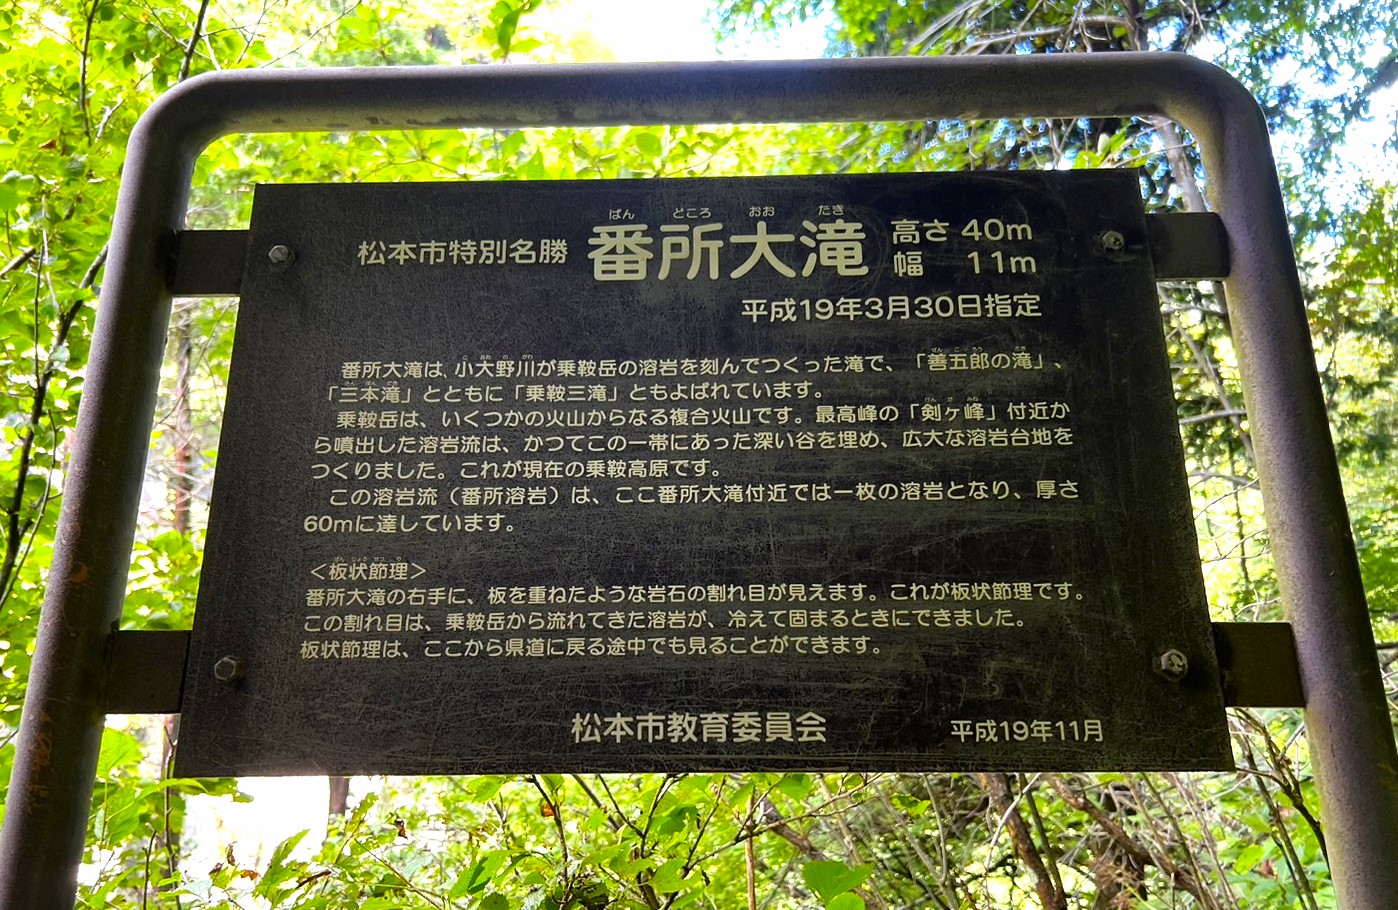 ばん ところ おお たき
松本市特別名勝 番所大滝 高さ 40m
幅 11m
平成19年3月30日指定
番所大滝は、小大野川が乗鞍岳の溶岩を刻んでつくった滝で、「善五郎の滝」、
「三本滝」とともに「乗鞍三滝」ともよばれています。
乗鞍岳は、いくつかの火山からなる複合火山です。最高峰の「剣ヶ峰」付近か
ら噴出した溶岩流は、かつてこの一帯にあった深い谷を埋め、広大な溶岩台地を
つくりました。これが現在の乗鞍高原です。
この溶岩流（番所溶岩）は、ここ番所大滝付近では一枚の溶岩となり、厚さ
60mに達しています。
＜板状節理＞
番所大滝の右手に、板を重ねたような岩石の割れ目が見えます。これが板状節理です。
この割れ目は、乗鞍岳から流れてきた溶岩が、冷えて固まるときにできました。
板状節理は、ここから県道に戻る途中でも見ることができます。
松本市教育委員会 平成19年11月